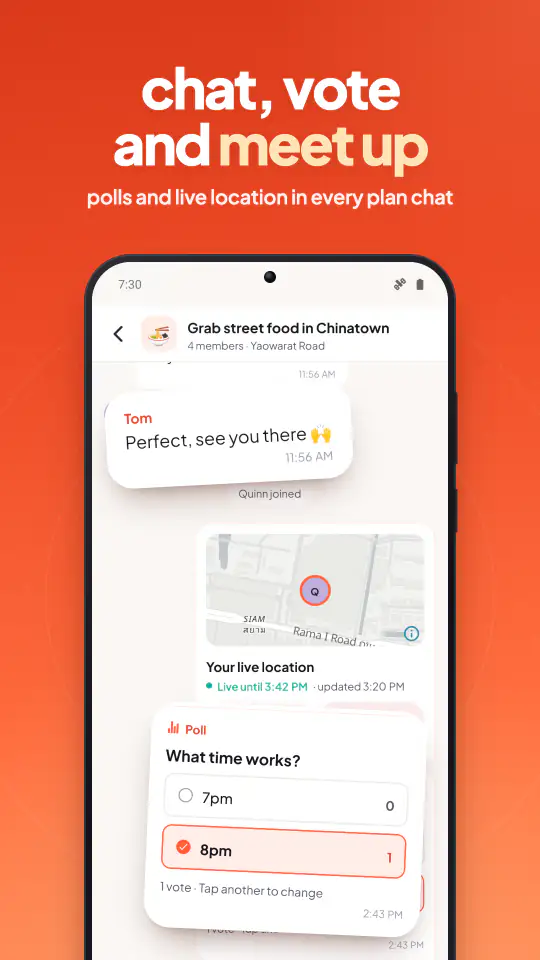 chat, vote
and meet up
polls and live location in every plan chat
7:30
Grab street food in Chinatown
4 members · Yaowarat Road
11:56 AM
Tom
Perfect, see you there 🙌
11:56 AM
Quinn joined
Q
SIAM
สยาม
Rama I Road
Your live location
Live until 3:42 PM · updated 3:20 PM
Poll
What time works?
7pm 0
8pm 1
1 vote · Tap another to change
2:43 PM
2:43 PM